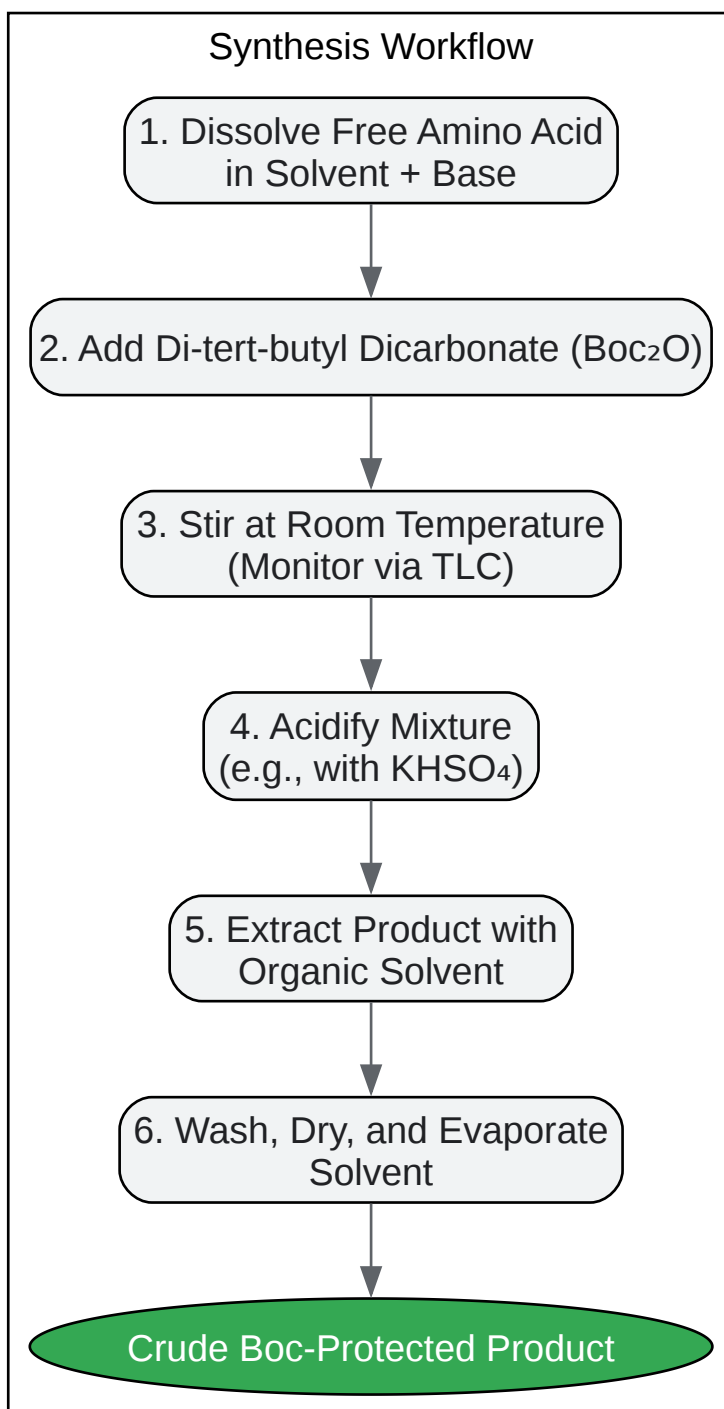 Synthesis Workflow
1. Dissolve Free Amino Acid
in Solvent + Base
2. Add Di-tert-butyl Dicarbonate (Boc₂O)
3. Stir at Room Temperature
(Monitor via TLC)
4. Acidify Mixture
(e.g., with KHSO₄)
5. Extract Product with
Organic Solvent
6. Wash, Dry, and Evaporate
Solvent
Crude Boc-Protected Product